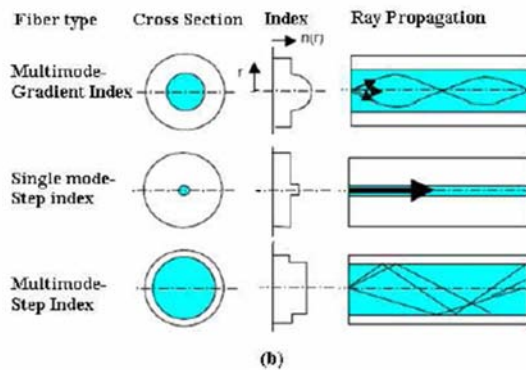 Fiber type Cross Section Index Ray Propagation
n(r)
r
Multimode-
Gradient Index
Single mode-
Step index
Multimode-
Step Index
(b)